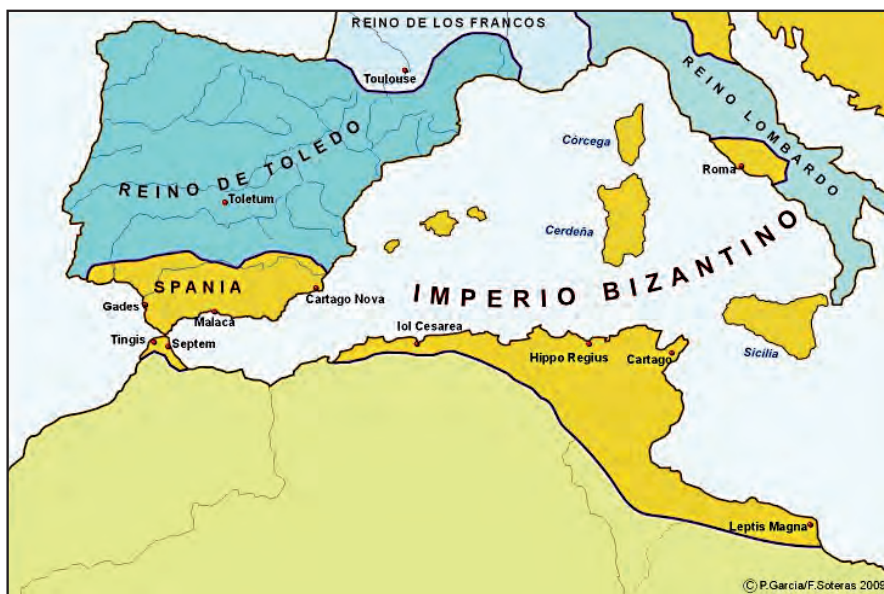 REINO DE LOS FRANCOS
Toulouse
REINO LOMBARDO
Córcega
Roma
REINO DE TOLEDO
Toletum
Cerdeña
IMPERIO BIZANTINO
SPANIA
Cartago Nova
Gades
Malaca
Iol Cesarea
Tingis
Septem
Hippo Regius
Cartago
Sicilia
Leptis Magna
© P.Garcia/F.Soteras 2009